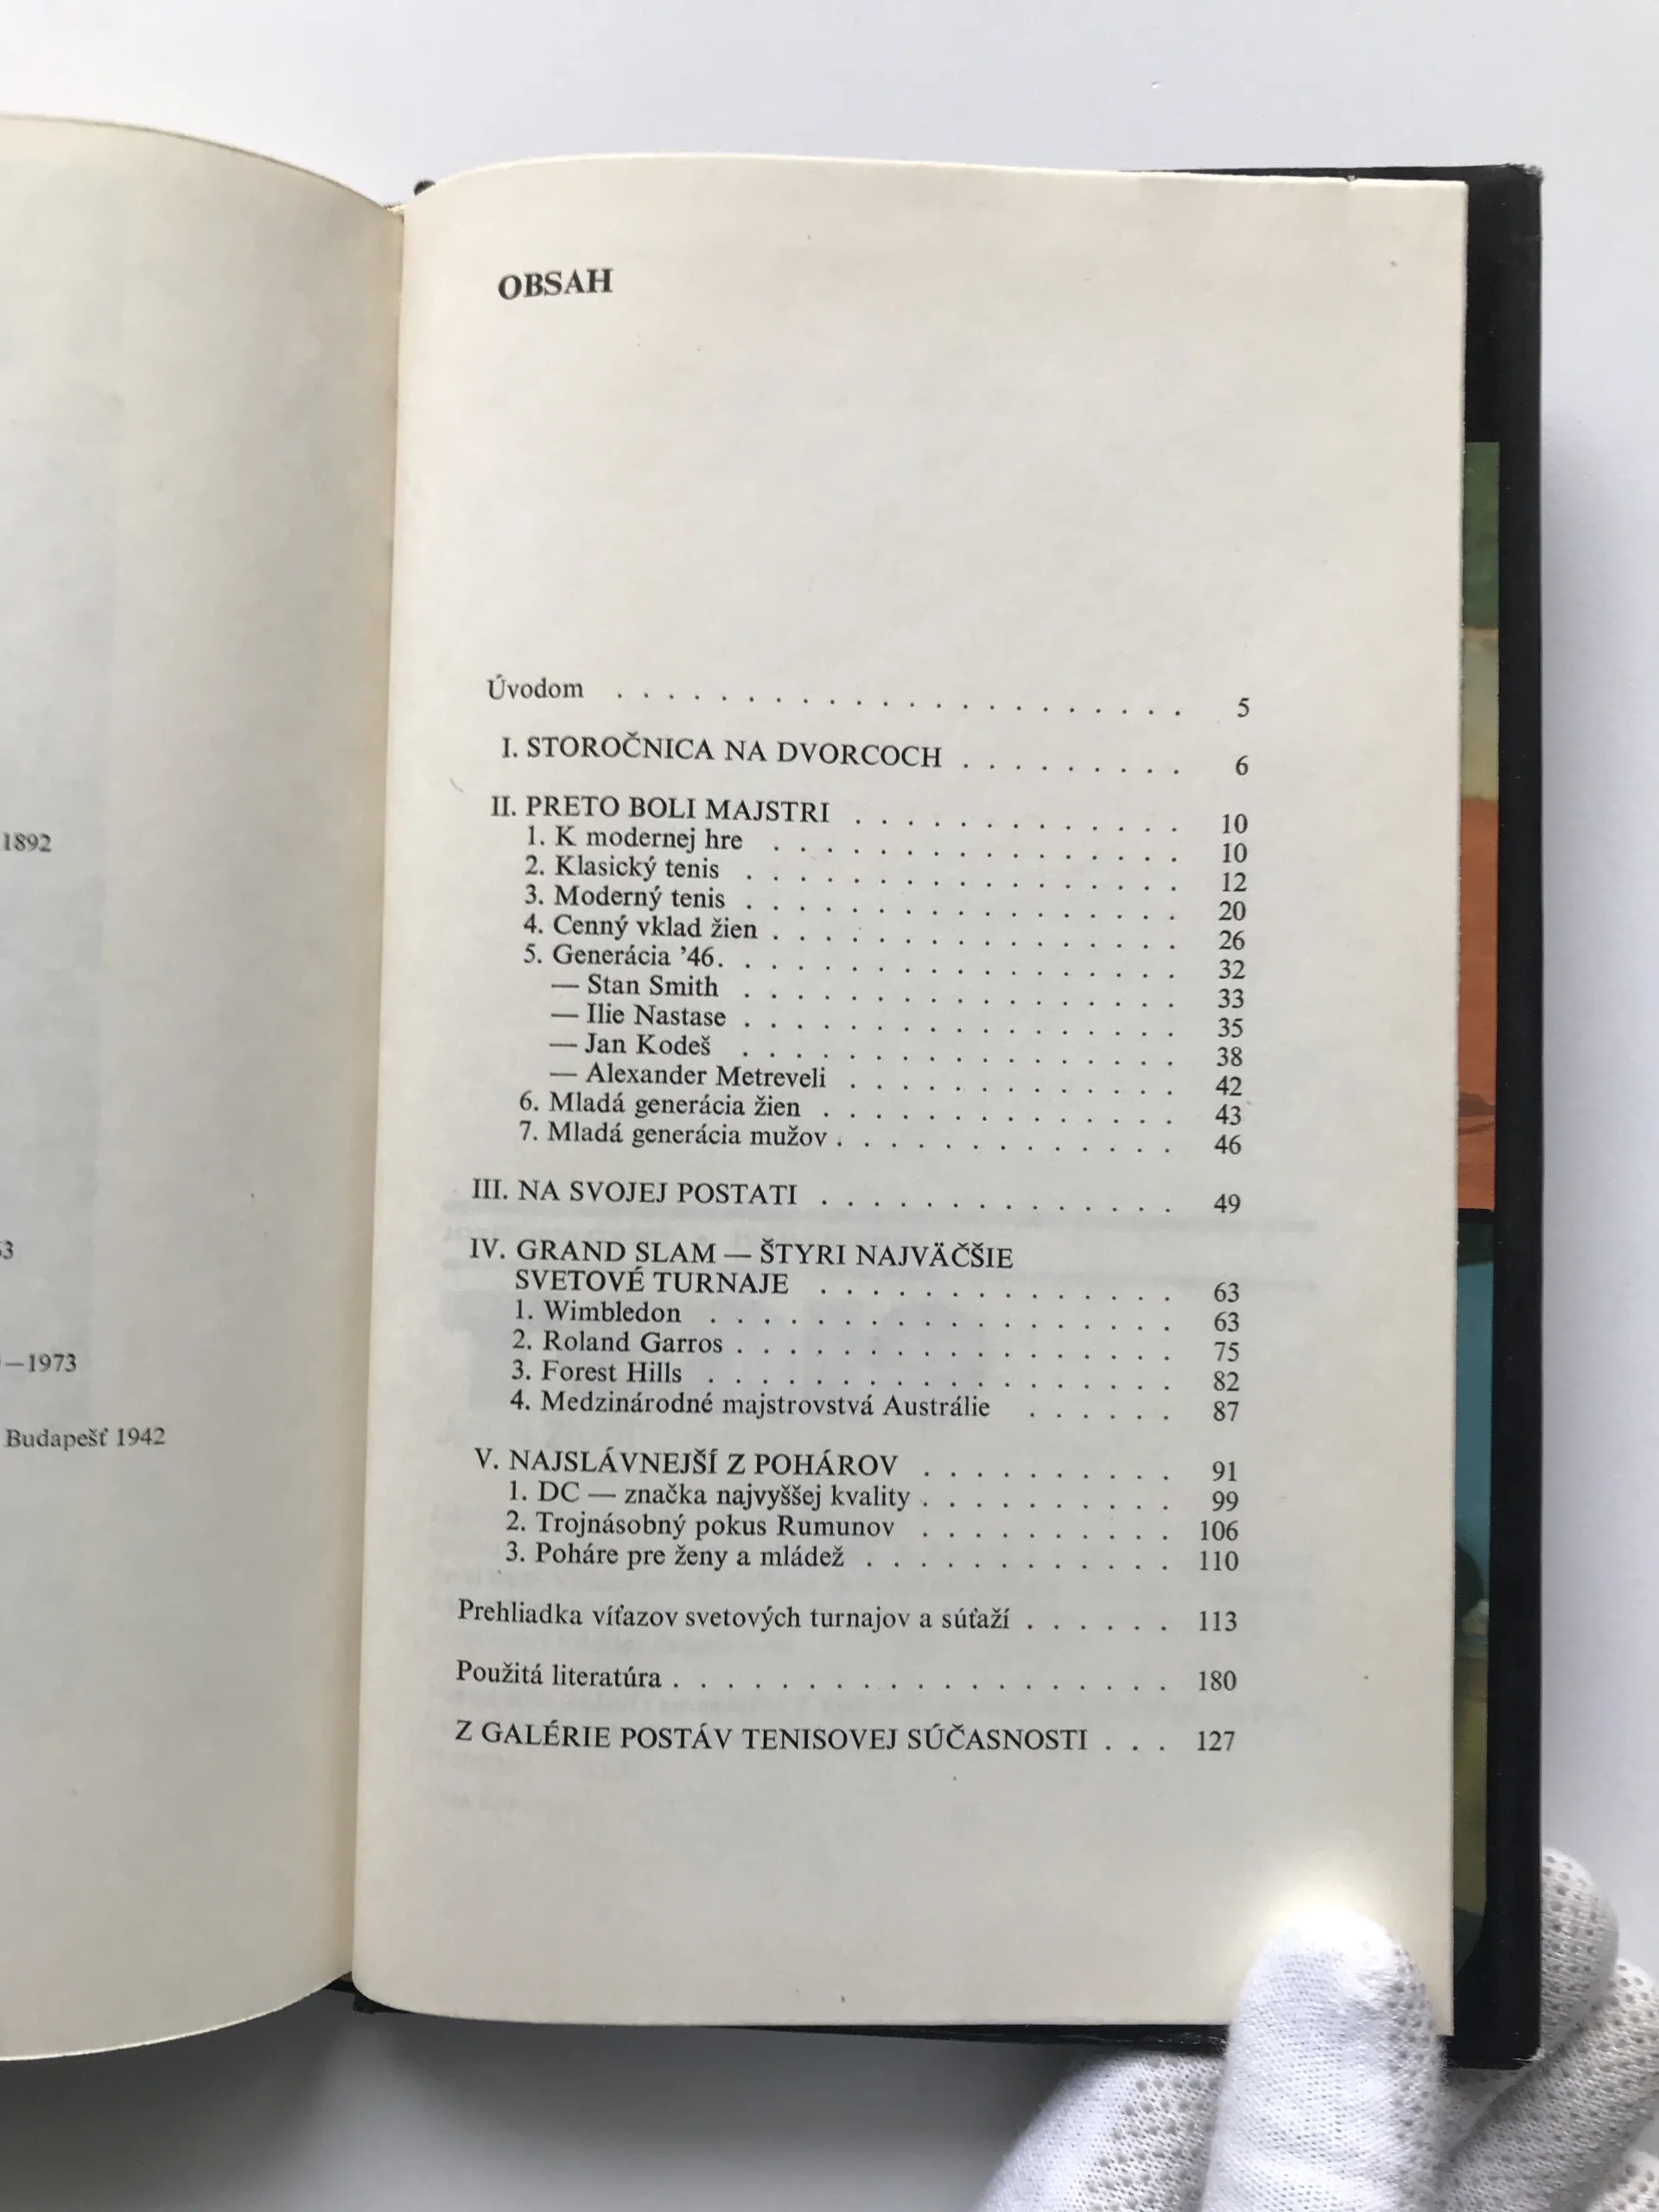 1892
3
—1973
Budapešť 1942
OBSAH
Úvodom . . . . . . . . . . . . . . . . . . . . . . 5
I. STOROČNICA NA DVORCOCH . . . . . . . . . 6
II. PRETO BOLI MAJSTRI . . . . . . . . . . . . . 10
1. K modernej hre . . . . . . . . . . . . . . . . 10
2. Klasický tenis . . . . . . . . . . . . . . . . . 12
3. Moderný tenis . . . . . . . . . . . . . . . . . 20
4. Cenný vklad žien . . . . . . . . . . . . . . . . 26
5. Generácia ’46. . . . . . . . . . . . . . . . . . 32
— Stan Smith . . . . . . . . . . . . . . . . . 33
— Ilie Nastase . . . . . . . . . . . . . . . . . 35
— Jan Kodeš . . . . . . . . . . . . . . . . . 38
— Alexander Metreveli . . . . . . . . . . . . . 42
6. Mladá generácia žien . . . . . . . . . . . . . . 43
7. Mladá generácia mužov . . . . . . . . . . . . . 46
III. NA SVOJEJ POSTATI . . . . . . . . . . . . . . 49
IV. GRAND SLAM — ŠTYRI NAJVÄČŠIE
SVETOVÉ TURNAJE . . . . . . . . . . . . . . 63
1. Wimbledon . . . . . . . . . . . . . . . . . . 63
2. Roland Garros . . . . . . . . . . . . . . . . . 75
3. Forest Hills . . . . . . . . . . . . . . . . . . 82
4. Medzinárodné majstrovstvá Austrálie . . . . . . 87
V. NAJSLÁVNEJŠÍ Z POHÁROV . . . . . . . . . . 91
1. DC — značka najvyššej kvality . . . . . . . . . . 99
2. Trojnásobný pokus Rumunov . . . . . . . . . . 106
3. Poháre pre ženy a mládež . . . . . . . . . . . . 110
Prehliadka víťazov svetových turnajov a súťaží . . . . . . 113
Použitá literatúra . . . . . . . . . . . . . . . . . . . 180
Z GALÉRIE POSTÁV TENISOVEJ SÚČASNOSTI . . . 127